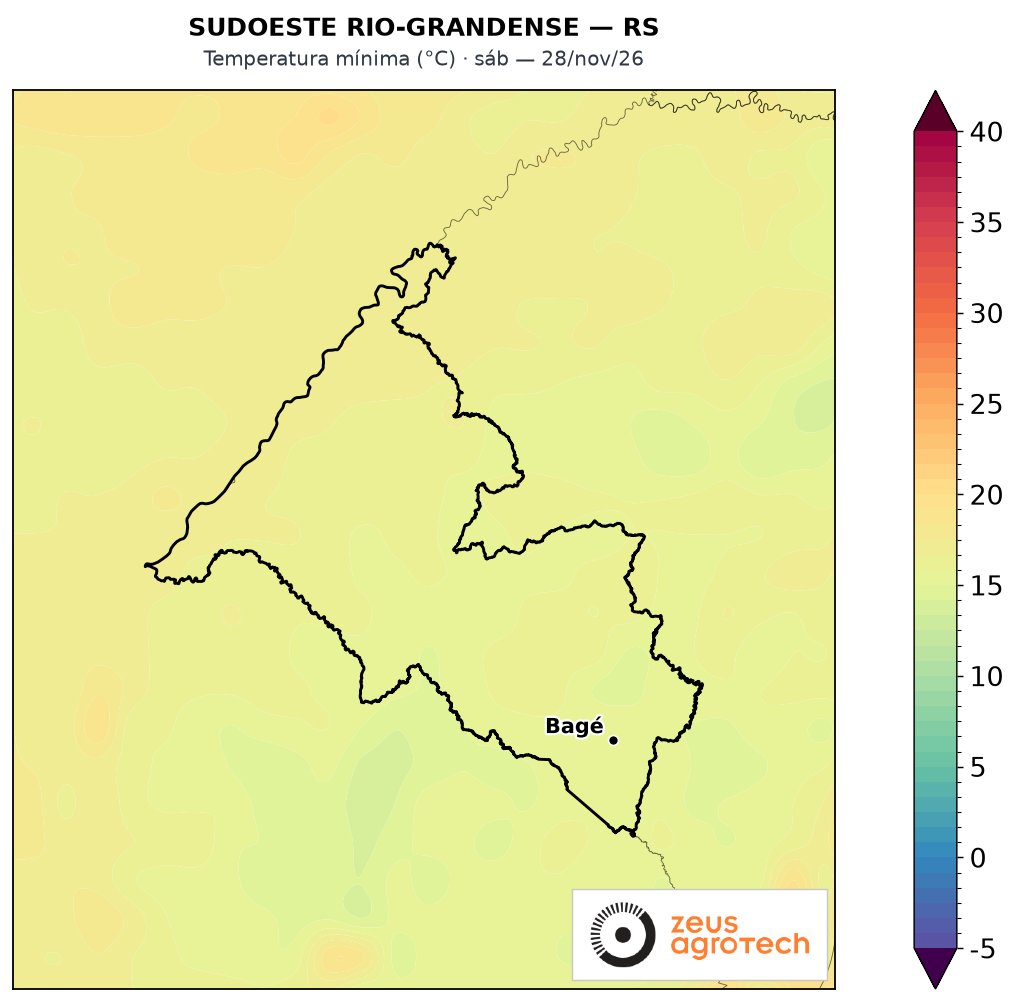 SUDOESTE RIO-GRANDENSE — RS
Temperatura mínima (°C) · sáb — 28/nov/26
40
35
30
25
20
15
10
5
0
-5
Bagé
zeus
agrotech